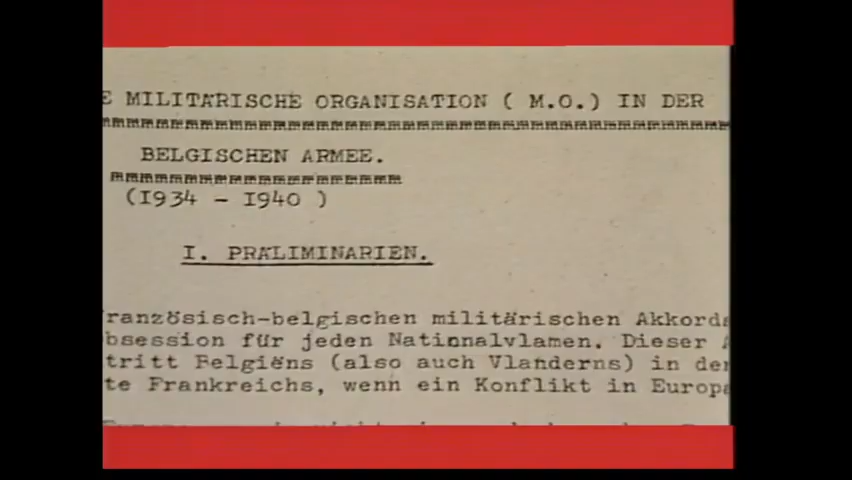 MILITÄRISCHE ORGANISATION ( M.O.) IN DER
BELGISCHEN ARMEE.
(1934 - 1940 )
I. PRÄLIMINARIEN.
ranzösisch-belgischen militärischen Akkord
bsession für jeden Nationalvlamen. Dieser
tritt Belgiëns (also auch Vlanderns) in der
te Frankreichs, wenn ein Konflikt in Europa